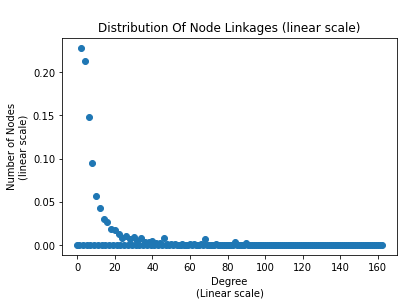 Distribution Of Node Linkages (linear scale)
Number of Nodes
(linear scale)
0.20
0.15
0.10
0.05
0.00
0 20 40 60 80 100 120 140 160
Degree
(Linear scale)